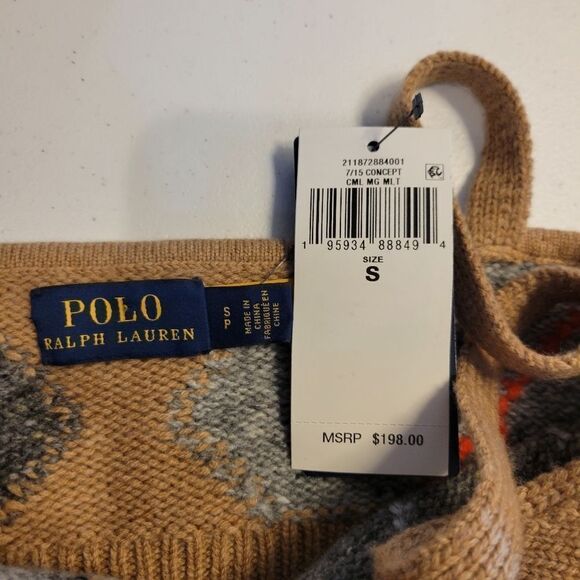 211872884001
7/15 CONCEPT
CML MG MLT
1 95934 88849 4
SIZE
S
MSRP $198.00
POLO
RALPH LAUREN
S
P
MADE IN
CHINA
FABRIQUÉ EN
CHINE